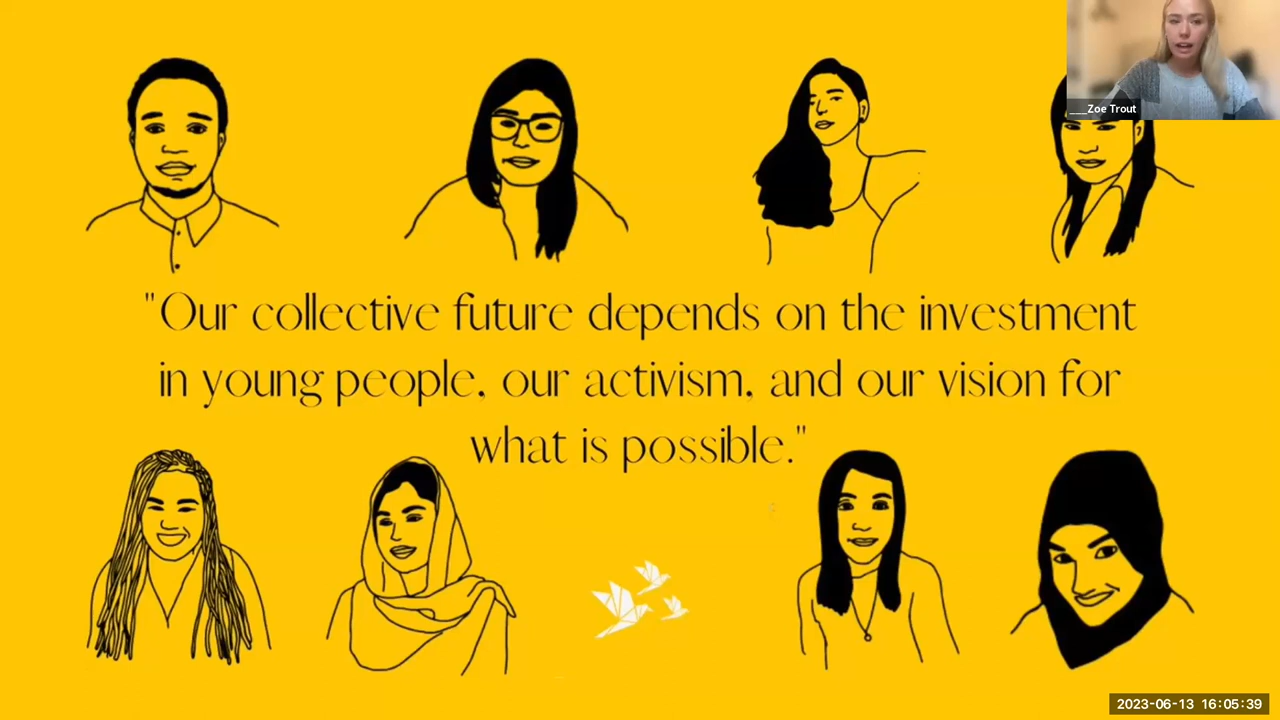 ___Zoe Trout
"Our collective future depends on the investment
in young people, our activism, and our vision for
what is possible."
2023-06-13 16:05:39